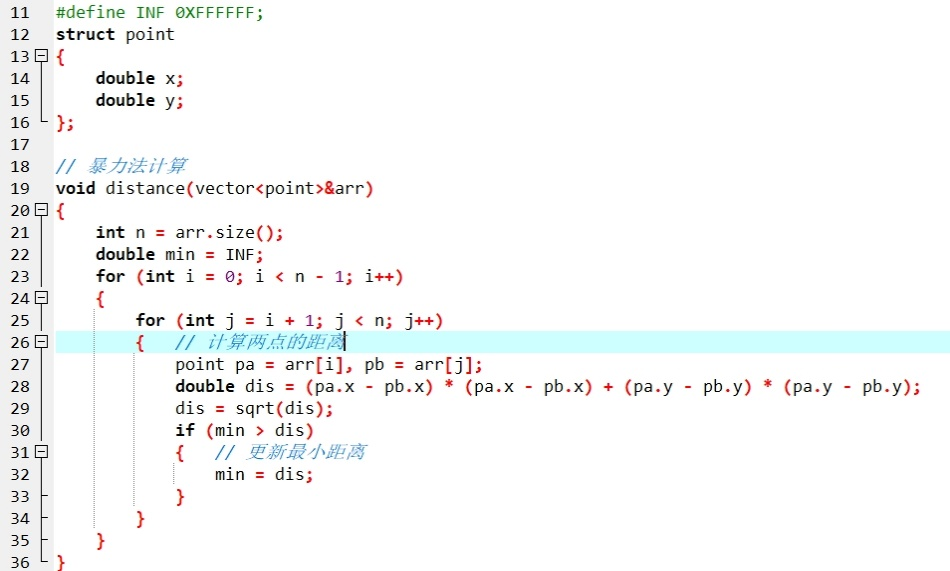 11 #define INF 0XFFFFFF;
12 struct point
13 {
14 double x;
15 double y;
16 };
17
18 // 暴力法计算
19 void distance(vector<point>&arr)
20 {
21 int n = arr.size();
22 double min = INF;
23 for (int i = 0; i < n - 1; i++)
24 {
25 for (int j = i + 1; j < n; j++)
26 { // 计算两点的距离
27 point pa = arr[i], pb = arr[j];
28 double dis = (pa.x - pb.x) * (pa.x - pb.x) + (pa.y - pb.y) * (pa.y - pb.y);
29 dis = sqrt(dis);
30 if (min > dis)
31 { // 更新最小距离
32 min = dis;
33 }
34 }
35 }
36 }